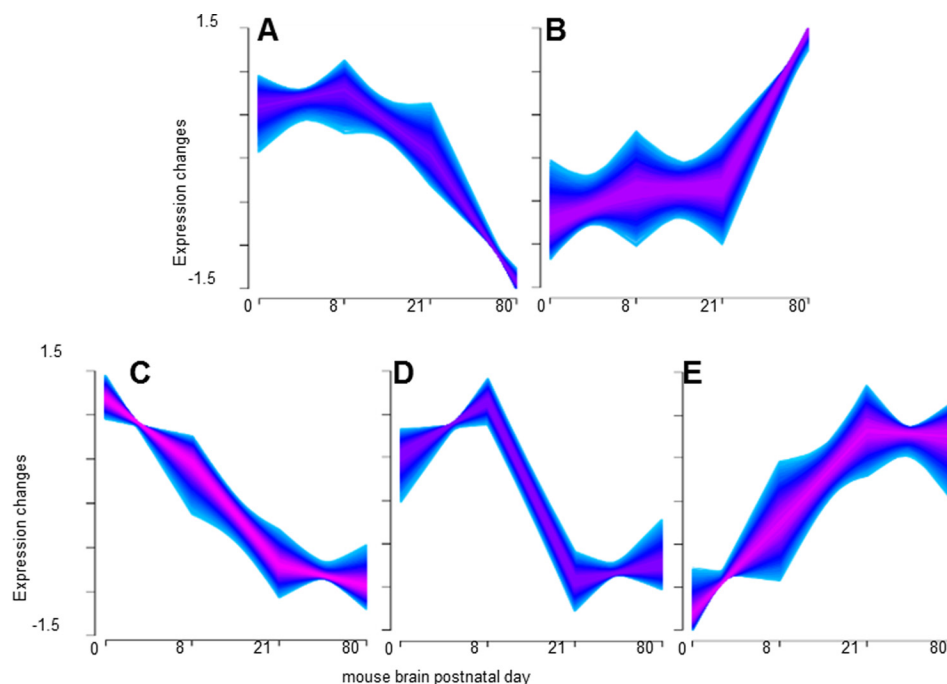 A B
1.5
Expression changes
-1.5
0 8 21 80 0 8 21 80
1.5
C D E
Expression changes
-1.5
0 8 21 80 0 8 21 80 0 8 21 80
mouse brain postnatal day